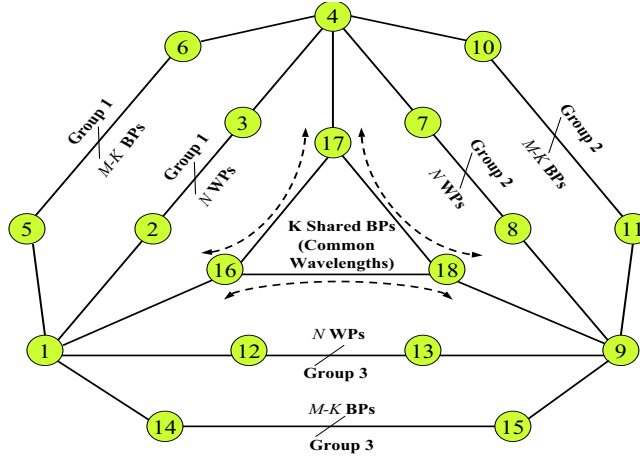 4
6
10
Group 1
M-K BPs
3
7
Group 2
M-K BPs
Group 1
N WPs
17
Group 2
N WPs
5
2
8
11
K Shared BPs
(Common
Wavelengths)
16
18
1
N WPs
9
12
13
Group 3
M-K BPs
14
15
Group 3